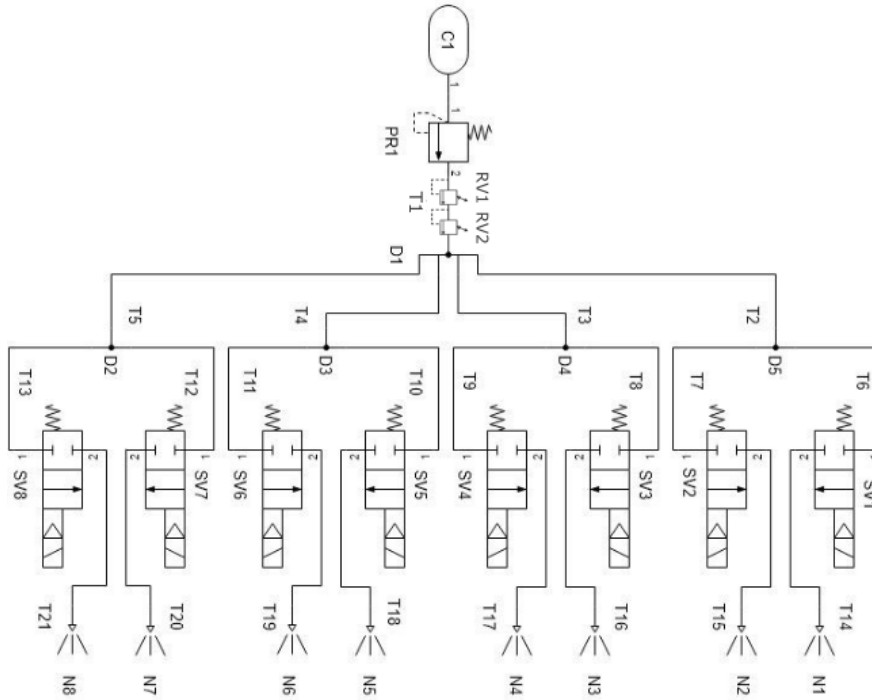 C1
1
1
PR1
2
RV1
T1
RV2
D1
T5
T4
T3
T2
D2
D3
D4
D5
T13
T12
T11
T10
T9
T8
T7
T6
1
2
2
1
1
2
2
1
1
2
2
1
1
2
2
1
SV8
SV7
SV6
SV5
SV4
SV3
SV2
SV1
T21
T20
T19
T18
T17
T16
T15
T14
N8
N7
N6
N5
N4
N3
N2
N1